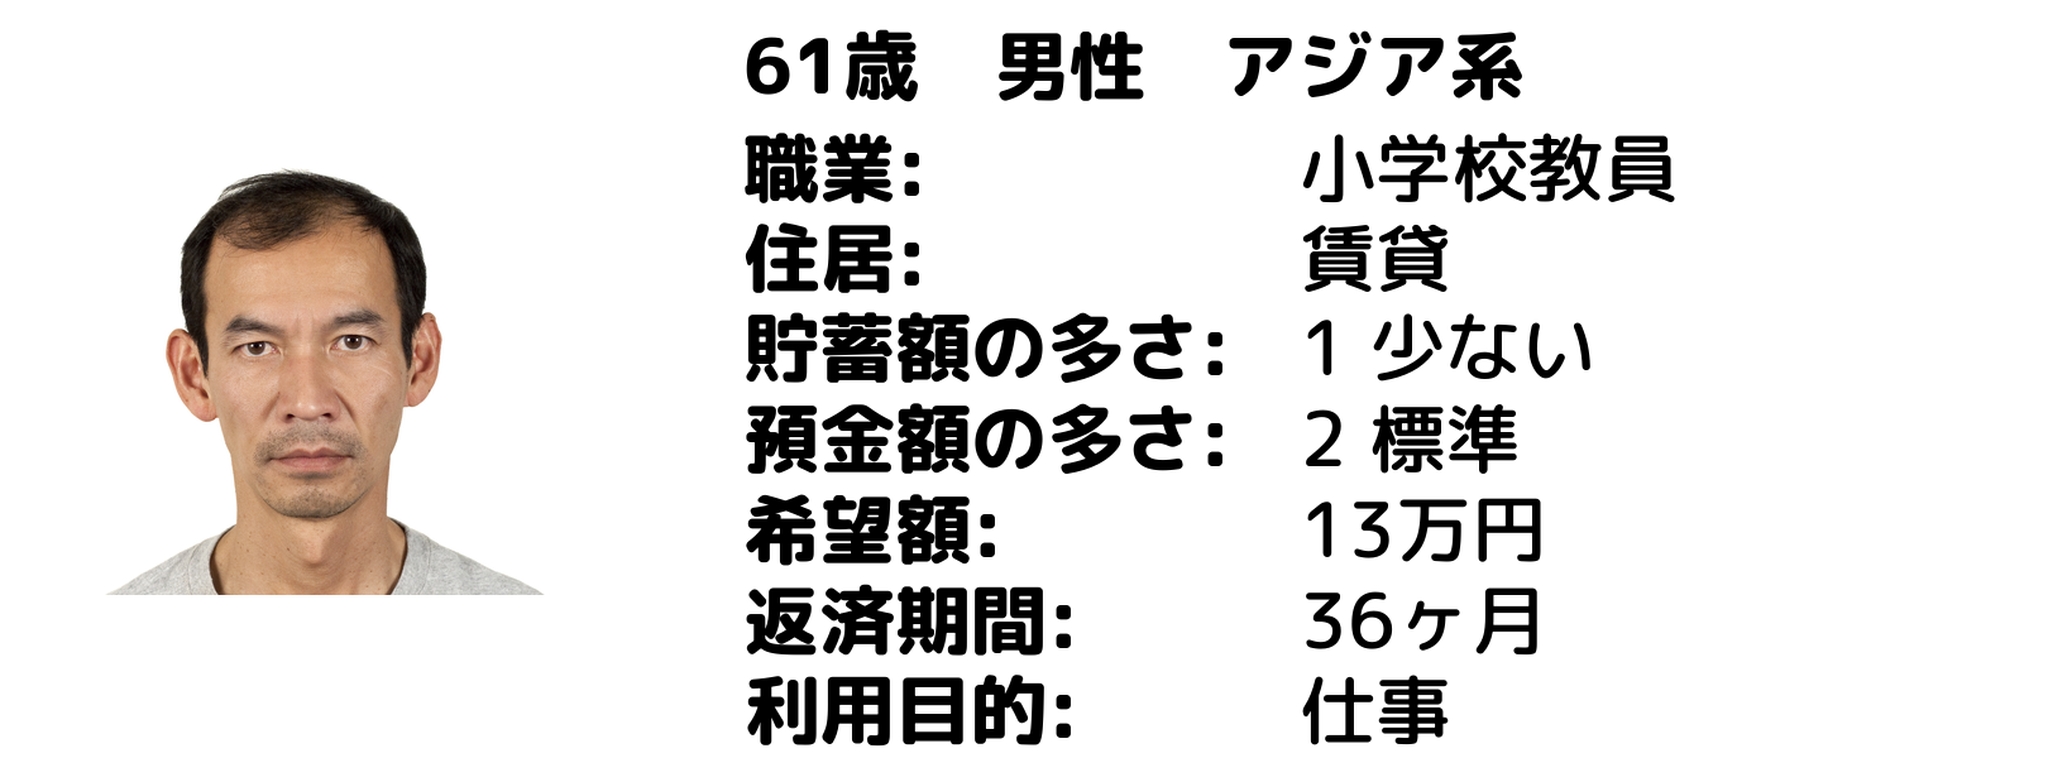 61歳　男性　アジア系
職業: 小学校教員
住居: 賃貸
貯蓄額の多さ: 1 少ない
預金額の多さ: 2 標準
希望額: 13万円
返済期間: 36ヶ月
利用目的: 仕事